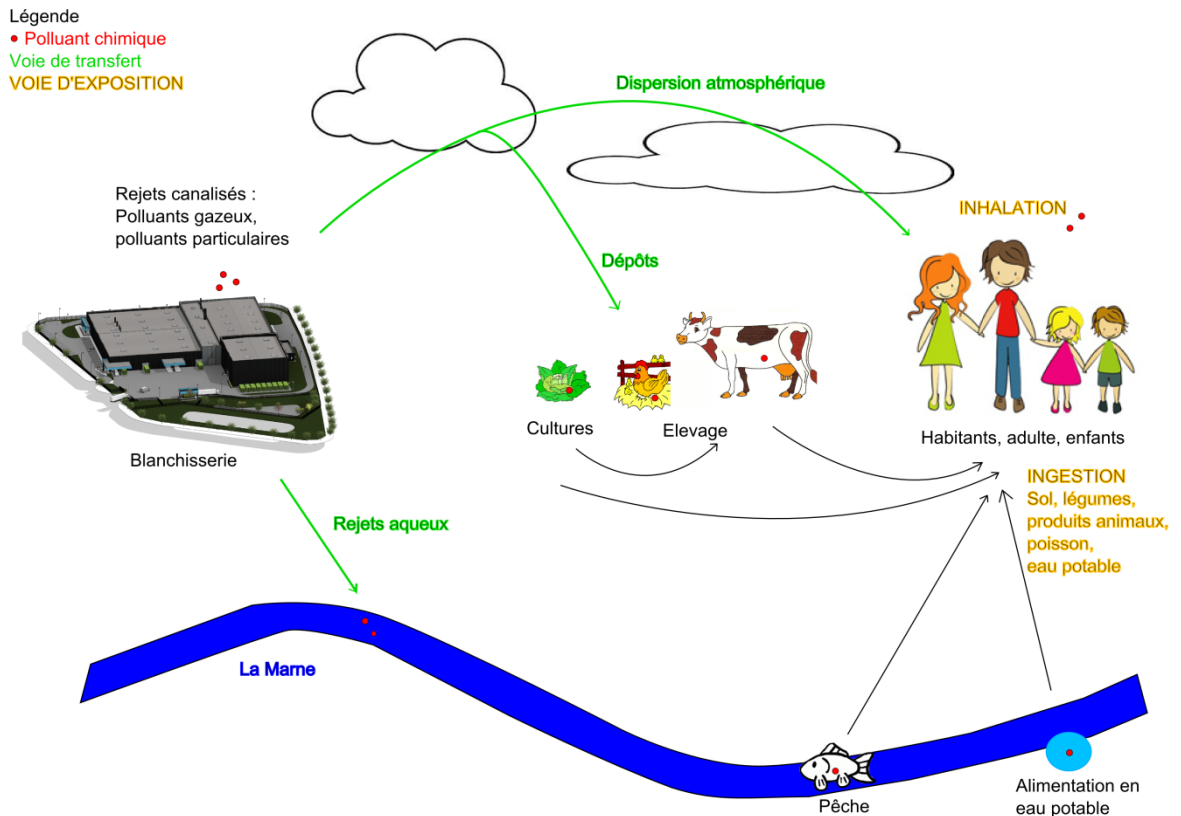 Légende
Polluant chimique
Voie de transfert
VOIE D'EXPOSITION
Dispersion atmosphérique
Rejets canalisés :
Polluants gazeux,
polluants particulaires
INHALATION
Dépôts
Cultures
Elevage
Habitants, adulte, enfants
Blanchisserie
INGESTION
Sol, légumes,
produits animaux,
poisson,
eau potable
Rejets aqueux
La Marne
Pêche
Alimentation en
eau potable